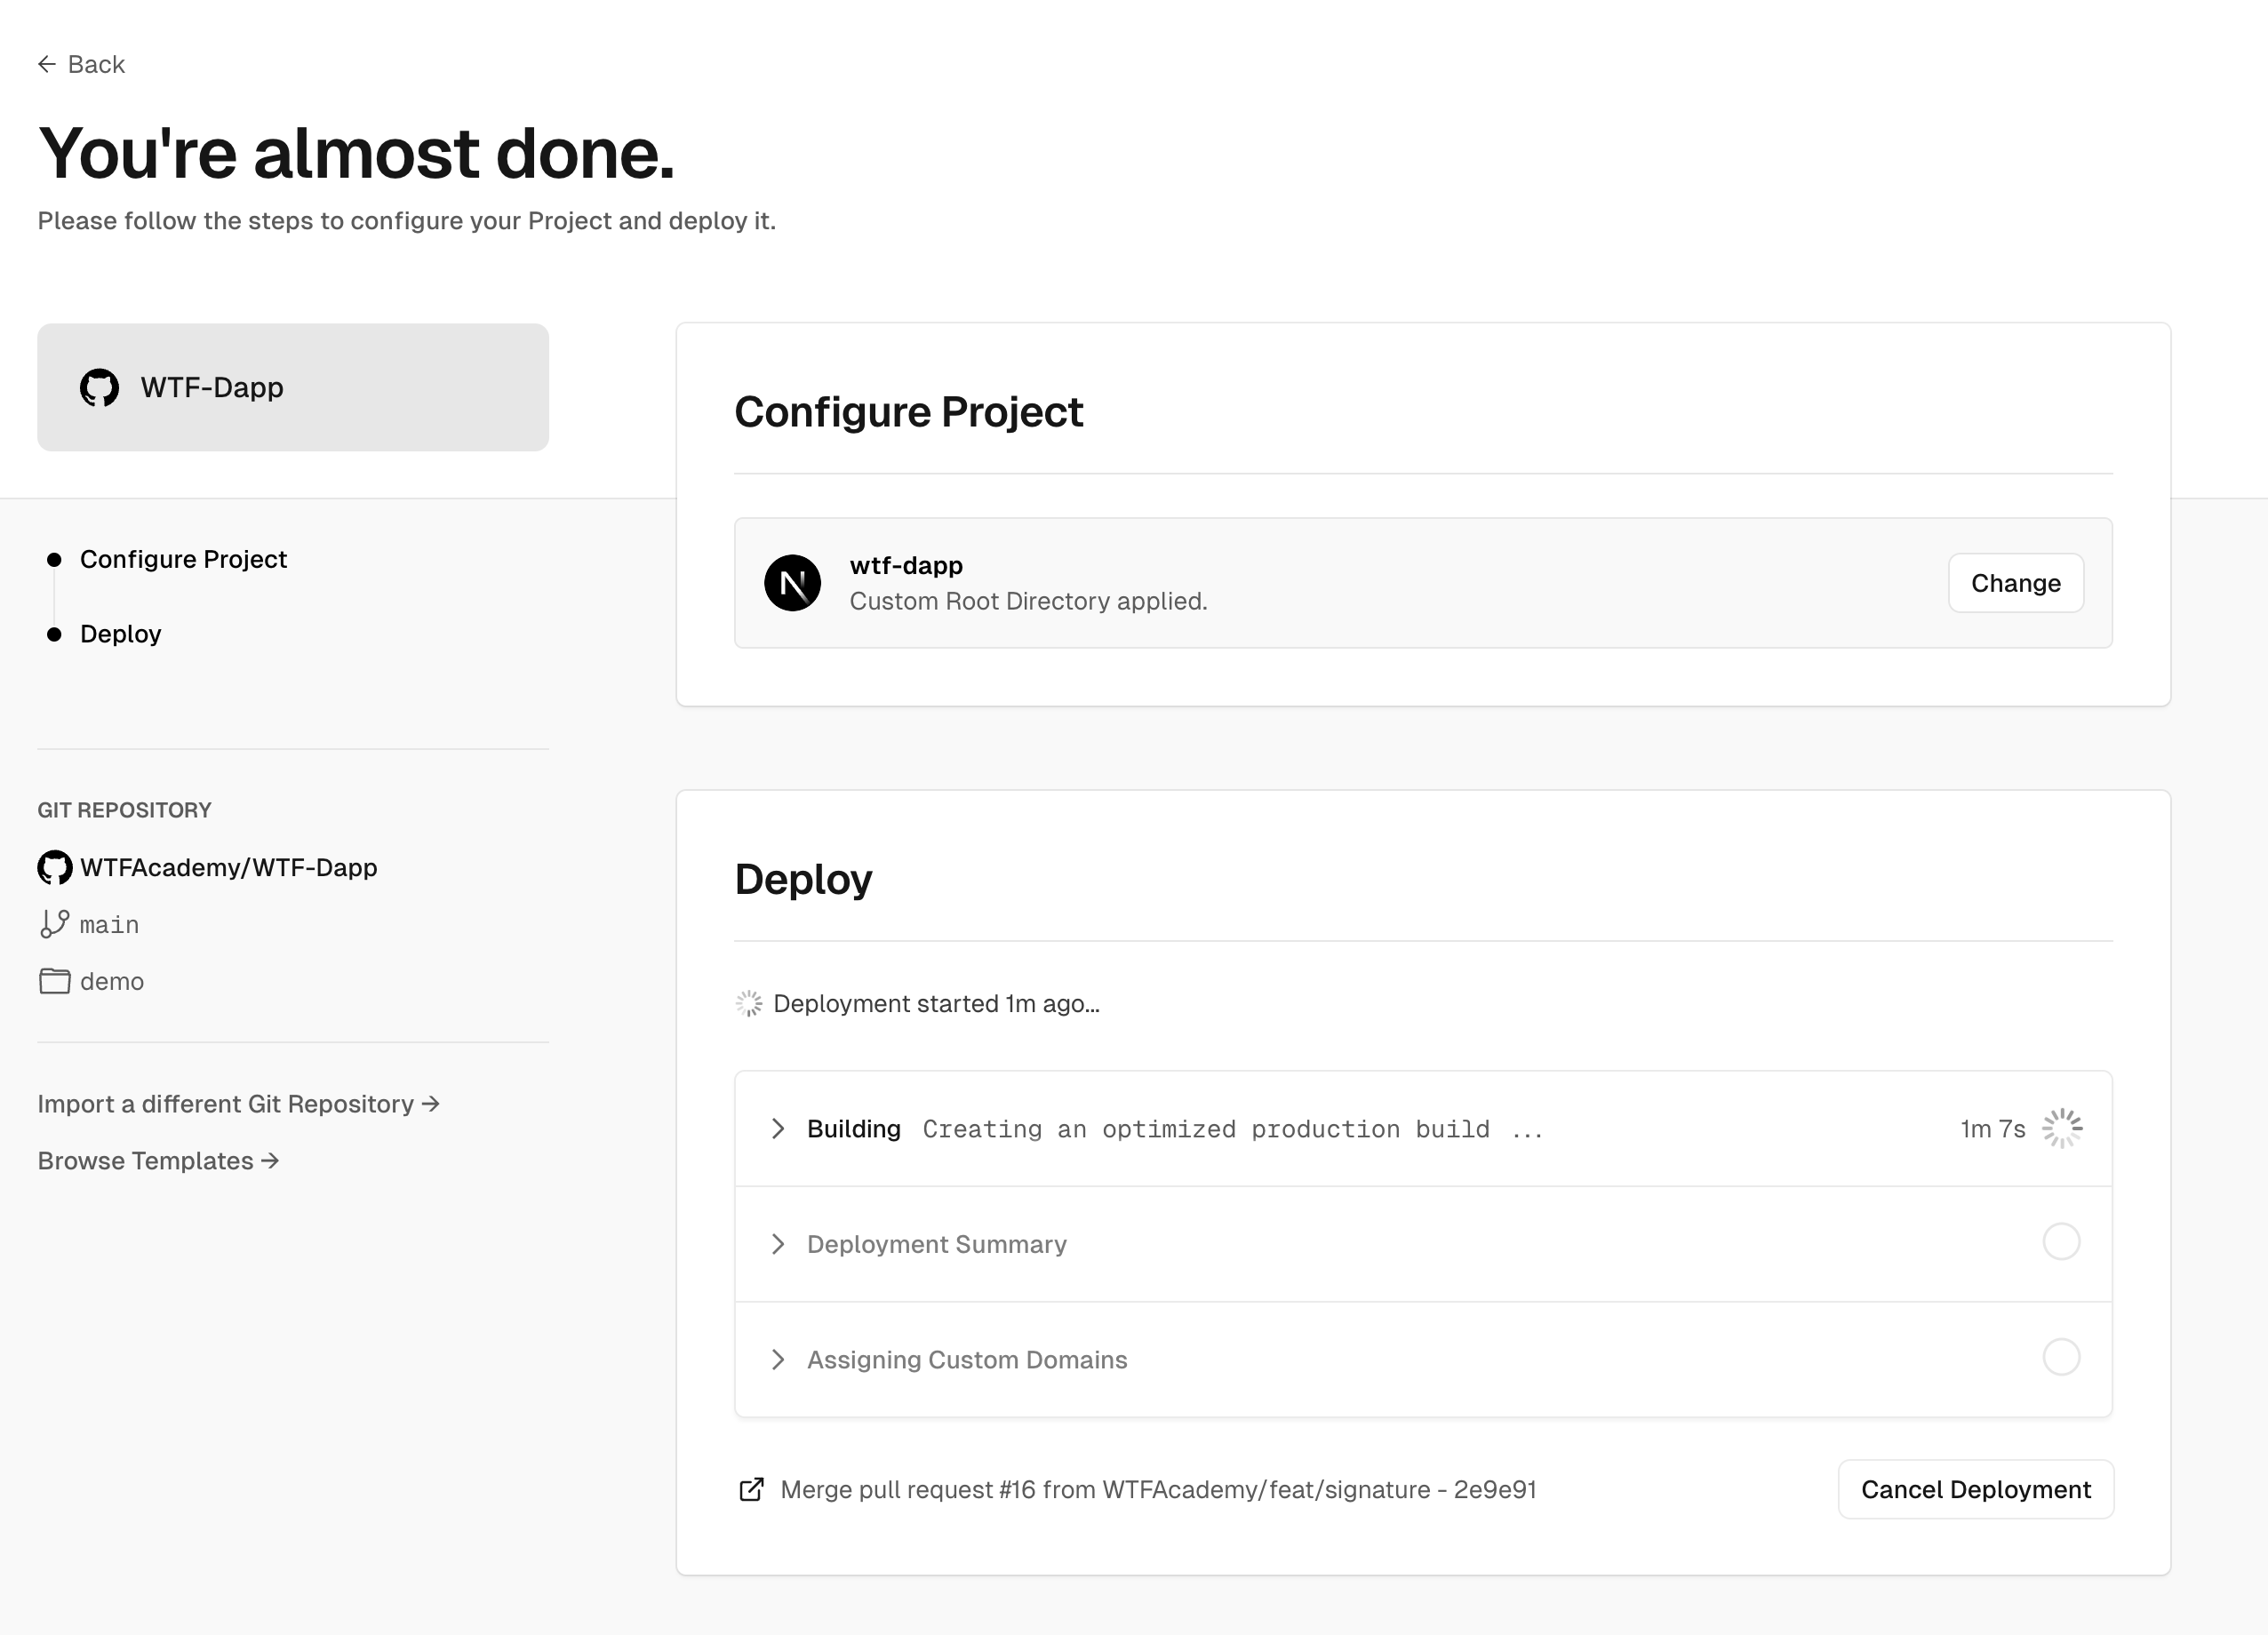 ← Back
You're almost done.
Please follow the steps to configure your Project and deploy it.
WTF-Dapp
Configure Project
Deploy
GIT REPOSITORY
WTFAcademy/WTF-Dapp
main
demo
Import a different Git Repository →
Browse Templates →
Configure Project
wtf-dapp
Custom Root Directory applied.
Change
Deploy
Deployment started 1m ago...
Building Creating an optimized production build ... 1m 7s
Deployment Summary
Assigning Custom Domains
Merge pull request #16 from WTFAcademy/feat/signature - 2e9e91
Cancel Deployment